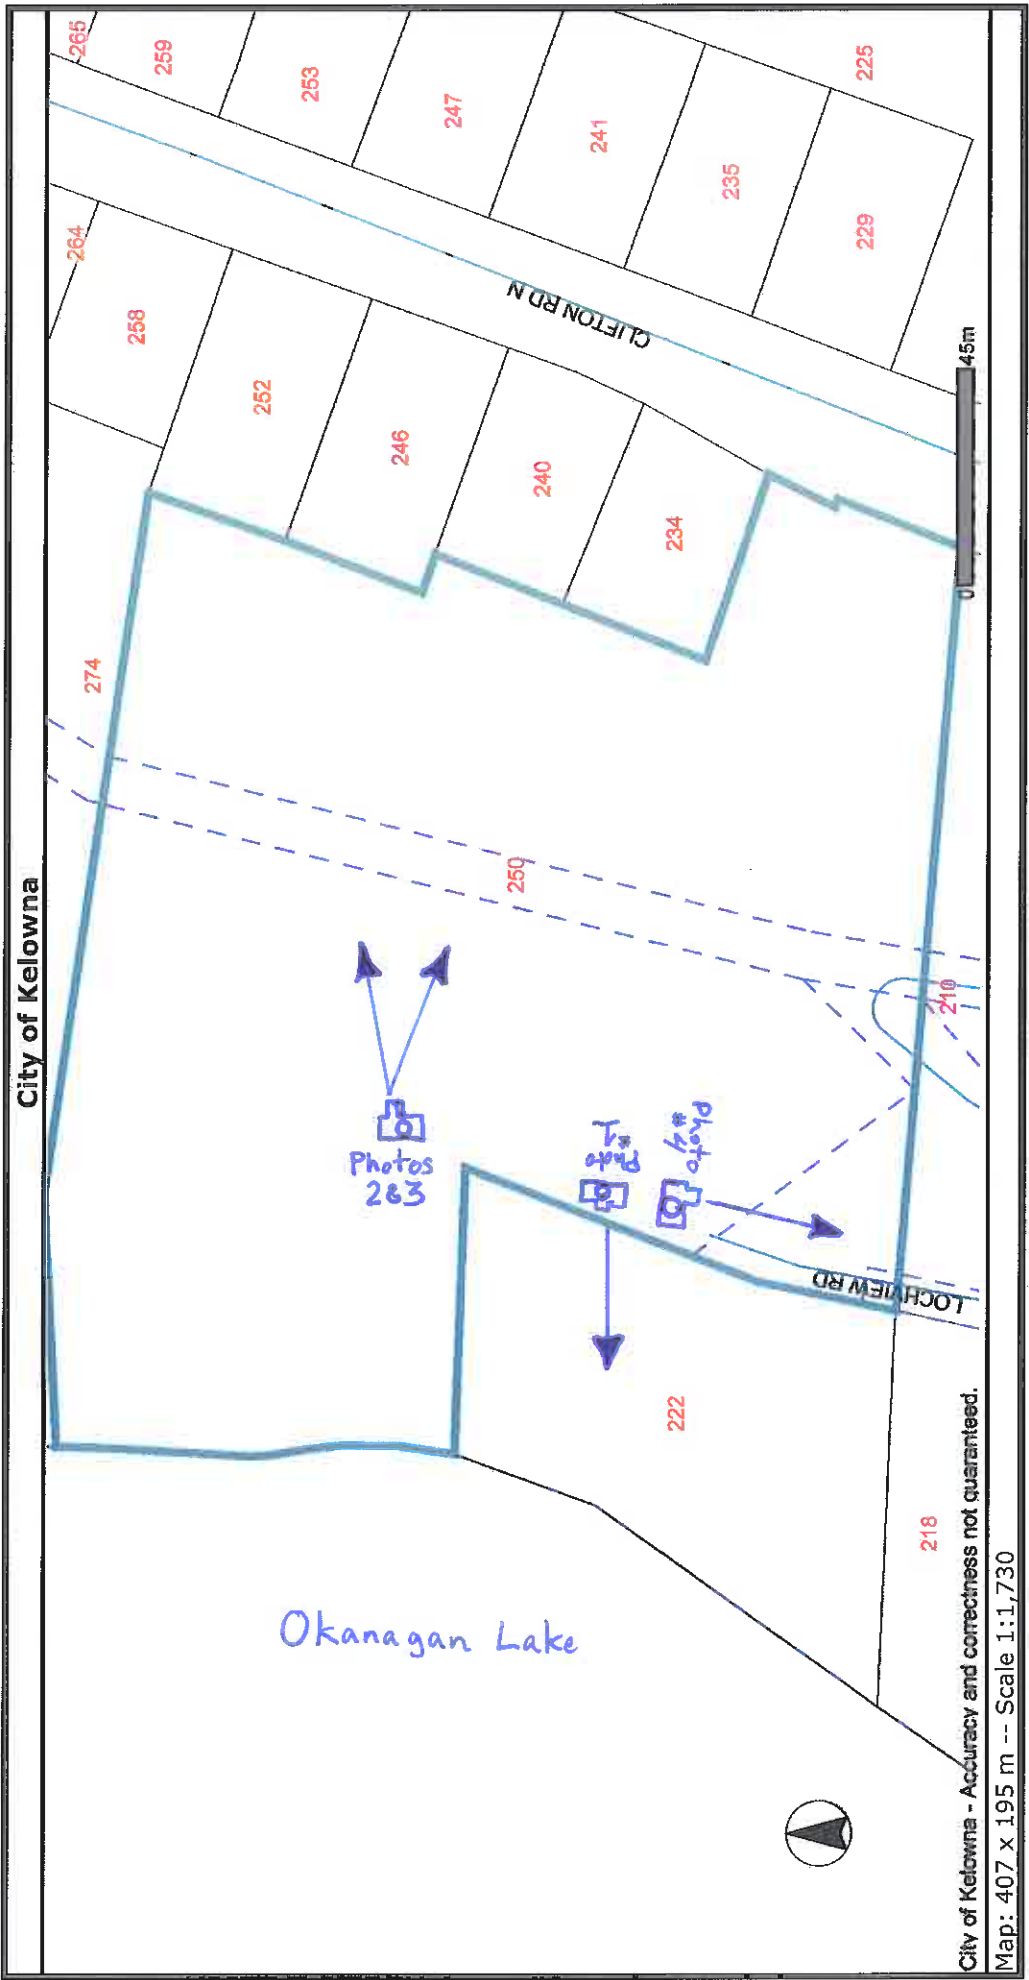 City of Kelowna
265
259
253
247
241
235
229
225
264
258
252
246
240
234
274
250
210
222
218
CLIFTON RD N
LOCHVIEW RD
Photos
2&3
Photo
#1
Photo
#4
Okanagan Lake
0
45m
City of Kelowna - Accuracy and correctness not guaranteed.
Map: 407 x 195 m -- Scale 1:1,730